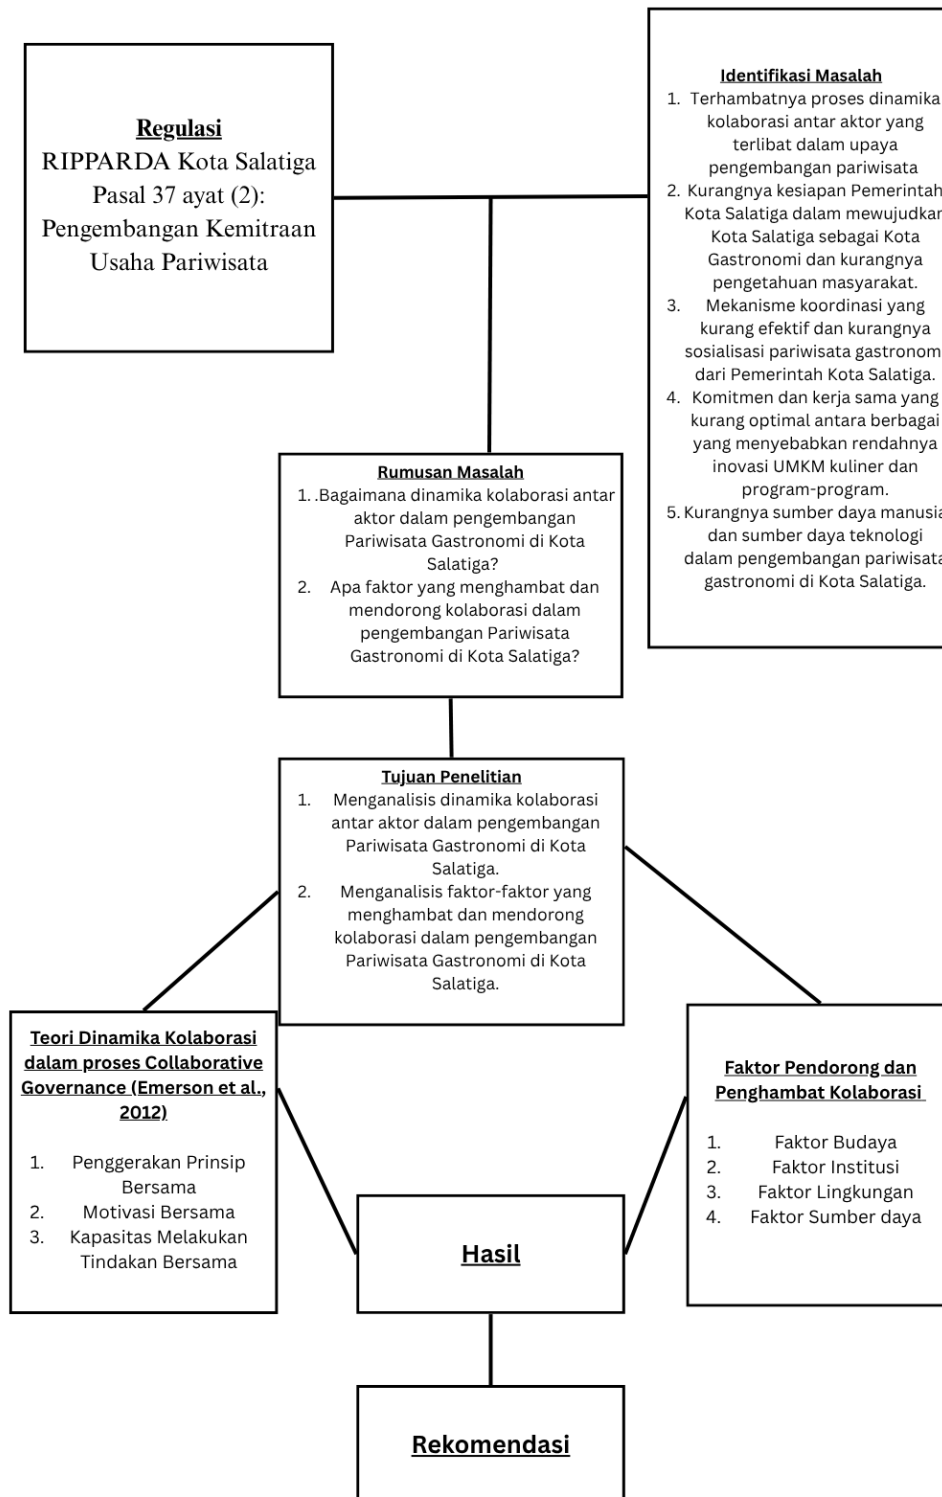 Regulasi
RIPPARDA Kota Salatiga
Pasal 37 ayat (2):
Pengembangan Kemitraan
Usaha Pariwisata
Identifikasi Masalah
1. Terhambatnya proses dinamika
kolaborasi antar aktor yang
terlibat dalam upaya
pengembangan pariwisata
2. Kurangnya kesiapan Pemerintah
Kota Salatiga dalam mewujudkan
Kota Salatiga sebagai Kota
Gastronomi dan kurangnya
pengetahuan masyarakat.
3. Mekanisme koordinasi yang
kurang efektif dan kurangnya
sosialisasi pariwisata gastronomi
dari Pemerintah Kota Salatiga.
4. Komitmen dan kerja sama yang
kurang optimal antara berbagai
yang menyebabkan rendahnya
inovasi UMKM kuliner dan
program-program.
5. Kurangnya sumber daya manusia
dan sumber daya teknologi
dalam pengembangan pariwisata
gastronomi di Kota Salatiga.
Rumusan Masalah
1. .Bagaimana dinamika kolaborasi antar
aktor dalam pengembangan
Pariwisata Gastronomi di Kota
Salatiga?
2. Apa faktor yang menghambat dan
mendorong kolaborasi dalam
pengembangan Pariwisata
Gastronomi di Kota Salatiga?
Tujuan Penelitian
1. Menganalisis dinamika kolaborasi
antar aktor dalam pengembangan
Pariwisata Gastronomi di Kota
Salatiga.
2. Menganalisis faktor-faktor yang
menghambat dan mendorong
kolaborasi dalam pengembangan
Pariwisata Gastronomi di Kota
Salatiga.
Teori Dinamika Kolaborasi
dalam proses Collaborative
Governance (Emerson et al.,
2012)
1. Penggerakan Prinsip
Bersama
2. Motivasi Bersama
3. Kapasitas Melakukan
Tindakan Bersama
Faktor Pendorong dan
Penghambat Kolaborasi
1. Faktor Budaya
2. Faktor Institusi
3. Faktor Lingkungan
4. Faktor Sumber daya
Hasil
Rekomendasi